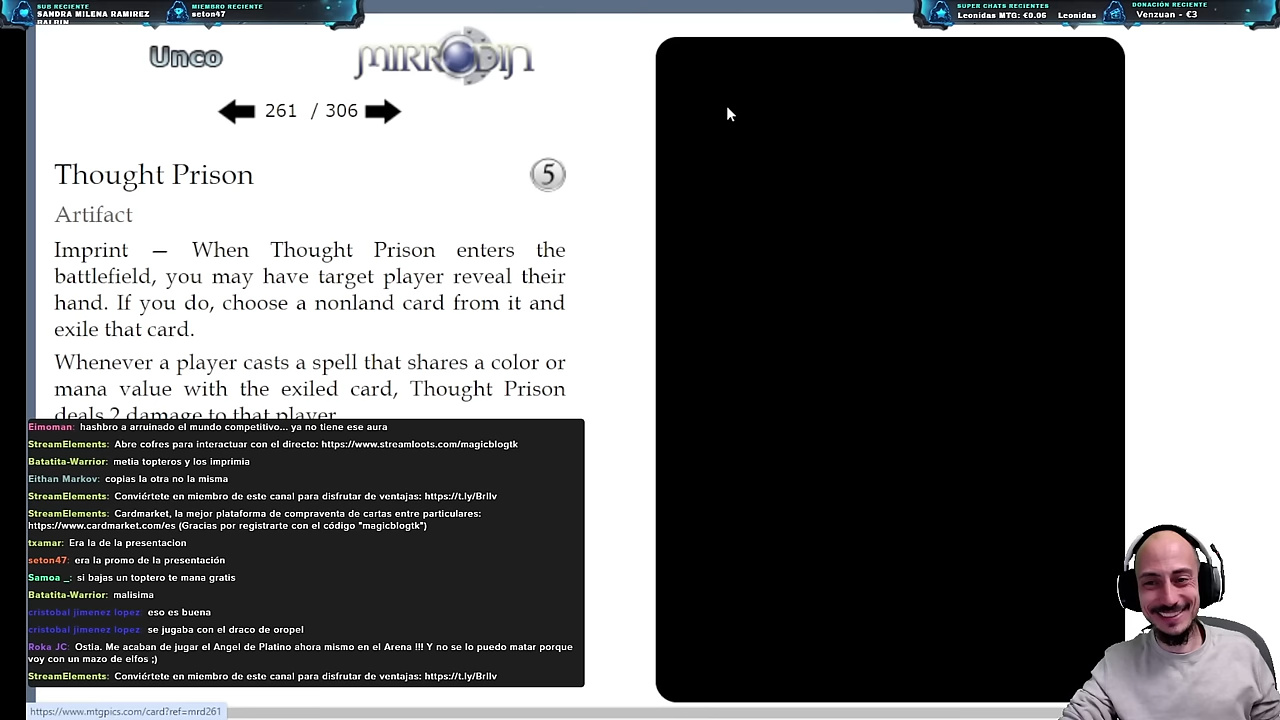 SUB RECIENTE
SANDRA MILENA RAMIREZ
MIEMBRO RECIENTE
seton47
SUPER CHATS RECIENTES
Leonidas MTG: €0.06 Leonidas
DONACIÓN RECIENTE
Venzuan - €3
Unco
MIRRODIN
261 / 306
Thought Prison
5
Artifact
Imprint — When Thought Prison enters the
battlefield, you may have target player reveal their
hand. If you do, choose a nonland card from it and
exile that card.
Whenever a player casts a spell that shares a color or
mana value with the exiled card, Thought Prison
deals 2 damage to that player.
Eimoman: hashbro a arruinado el mundo competitivo... ya no tiene ese aura
StreamElements: Abre cofres para interactuar con el directo: https://www.streamloots.com/magicblogtk
Batatita-Warrior: metia topteros y los imprimia
Eithan Markov: copias la otra no la misma
StreamElements: Conviértete en miembro de este canal para disfrutar de ventajas: https://t.ly/Brllv
StreamElements: Cardmarket, la mejor plataforma de compraventa de cartas entre particulares:
https://www.cardmarket.com/es (Gracias por registrarte con el código "magicblogtk")
txamar: Era la de la presentacion
seton47: era la promo de la presentación
Samoa _: si bajas un toptero te mana gratis
Batatita-Warrior: malisima
cristobal jimenez lopez: eso es buena
cristobal jimenez lopez: se jugaba con el draco de oropel
Roka JC: Ostia. Me acaban de jugar el Angel de Platino ahora mismo en el Arena !!! Y no se lo puedo matar porque
voy con un mazo de elfos ;)
StreamElements: Conviértete en miembro de este canal para disfrutar de ventajas: https://t.ly/Brllv
https://www.mtgpics.com/card?ref=mrd261